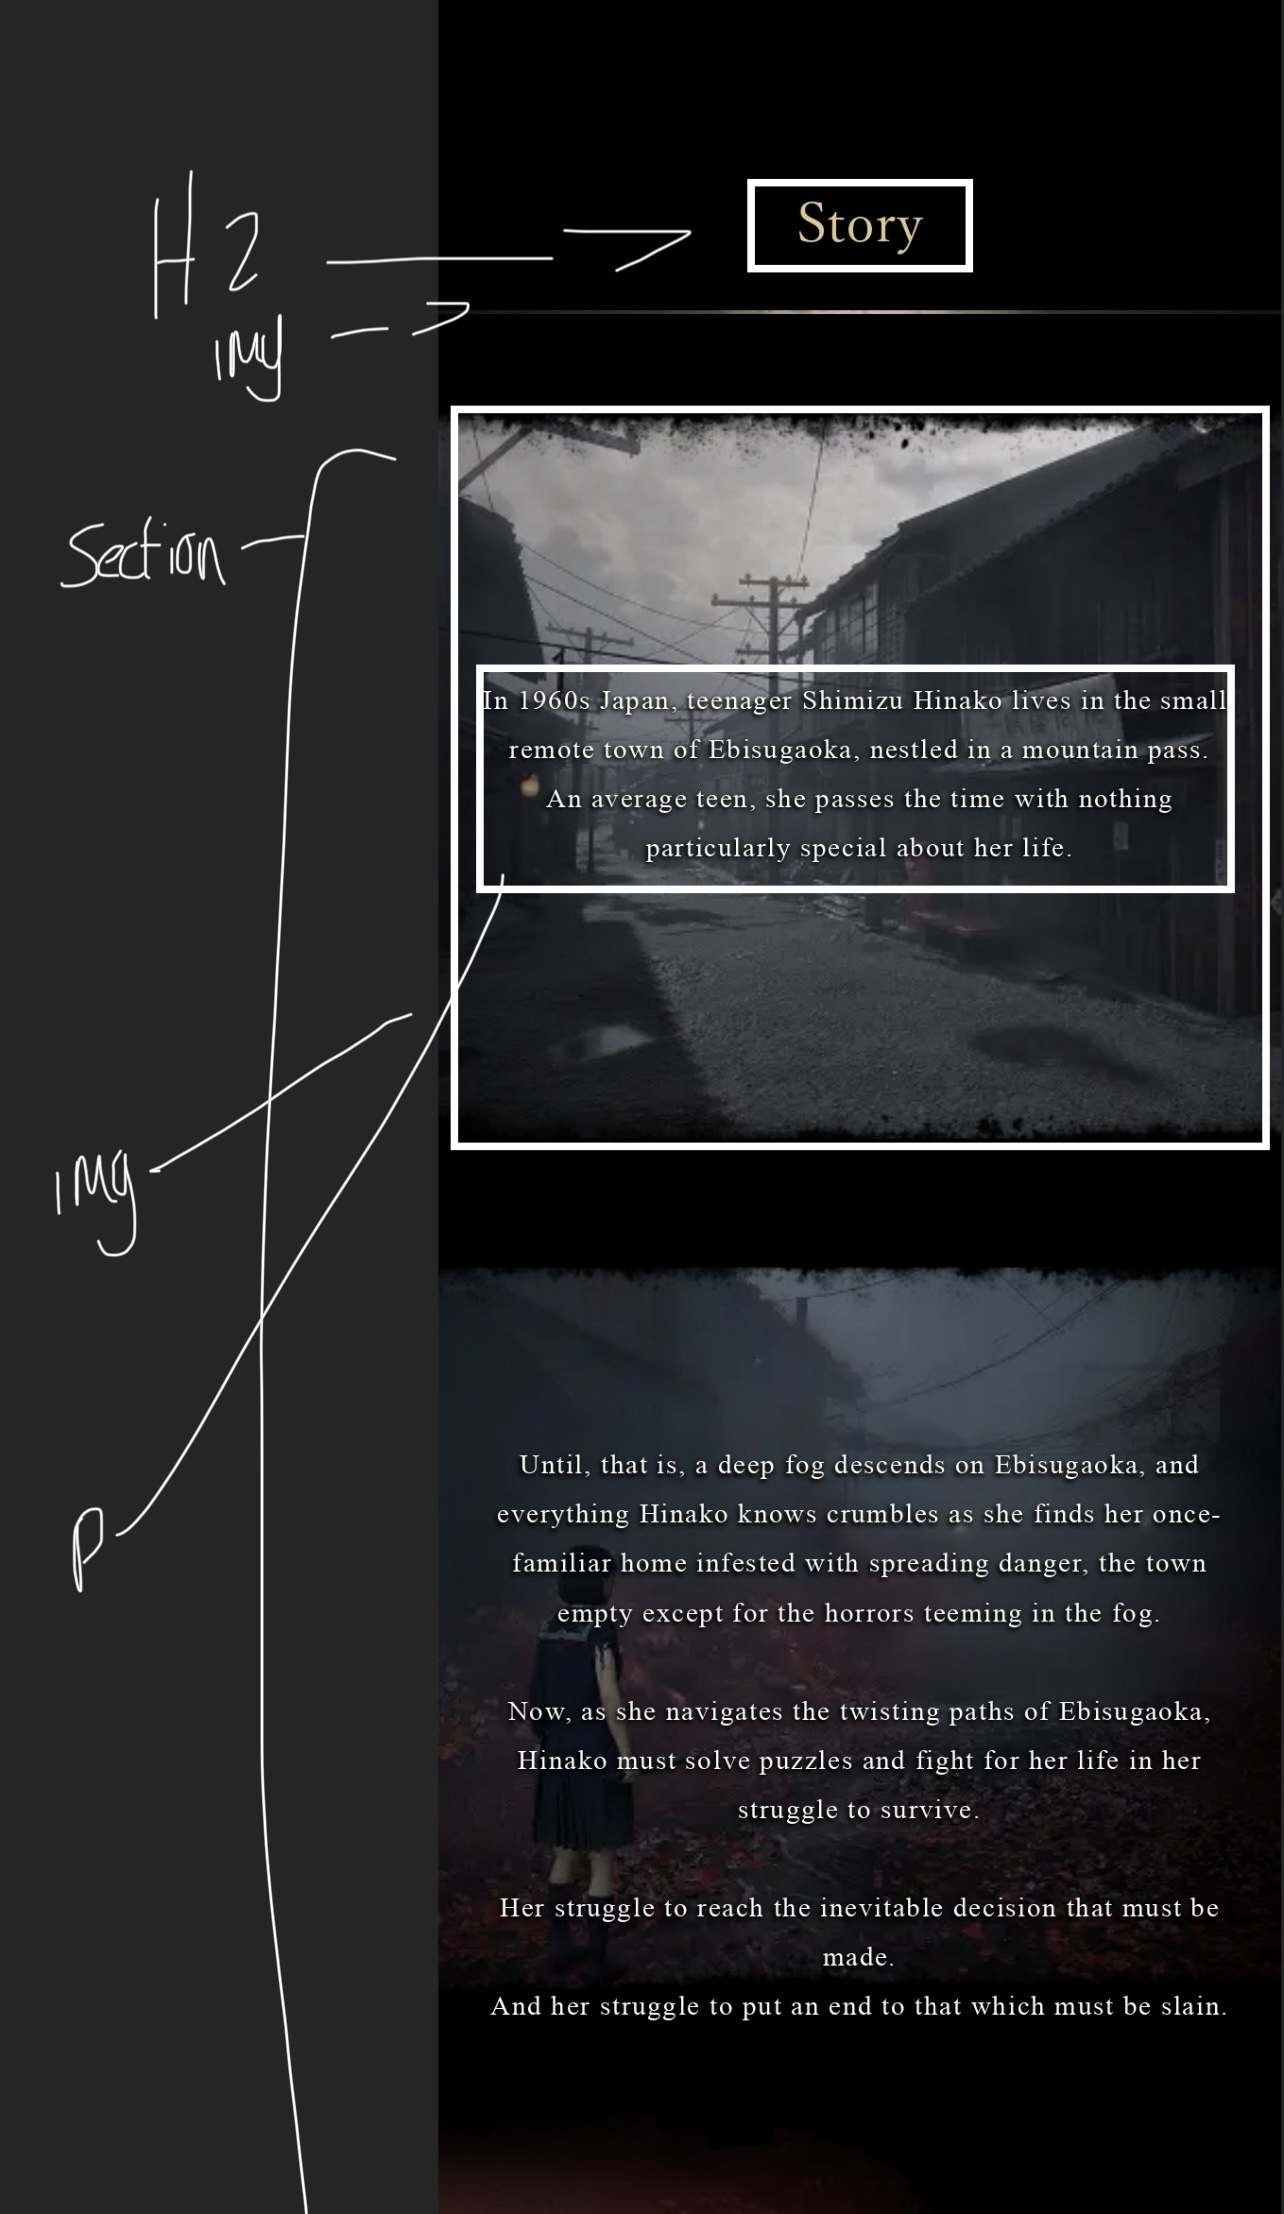 H2
Story
img
Section
In 1960s Japan, teenager Shimizu Hinako lives in the small
remote town of Ebisugaoka, nestled in a mountain pass.
An average teen, she passes the time with nothing
particularly special about her life.
img
Until, that is, a deep fog descends on Ebisugaoka, and
everything Hinako knows crumbles as she finds her once-
familiar home infested with spreading danger, the town
empty except for the horrors teeming in the fog.
P
Now, as she navigates the twisting paths of Ebisugaoka,
Hinako must solve puzzles and fight for her life in her
struggle to survive.
Her struggle to reach the inevitable decision that must be
made.
And her struggle to put an end to that which must be slain.